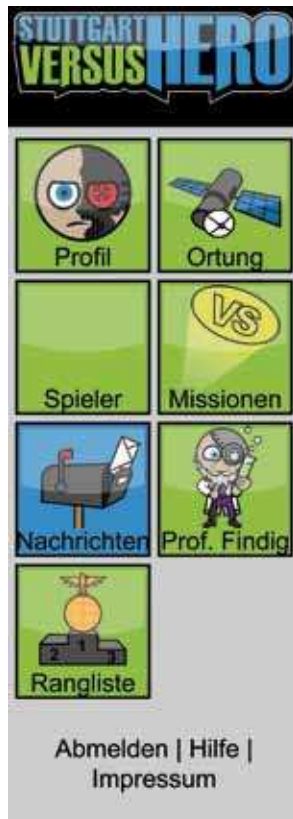 STUTTGART
VERSUS HERO
Profil
Ortung
VS
Spieler
Missionen
Nachrichten
Prof. Findig
2 1 3
Rangliste
Abmelden | Hilfe |
Impressum